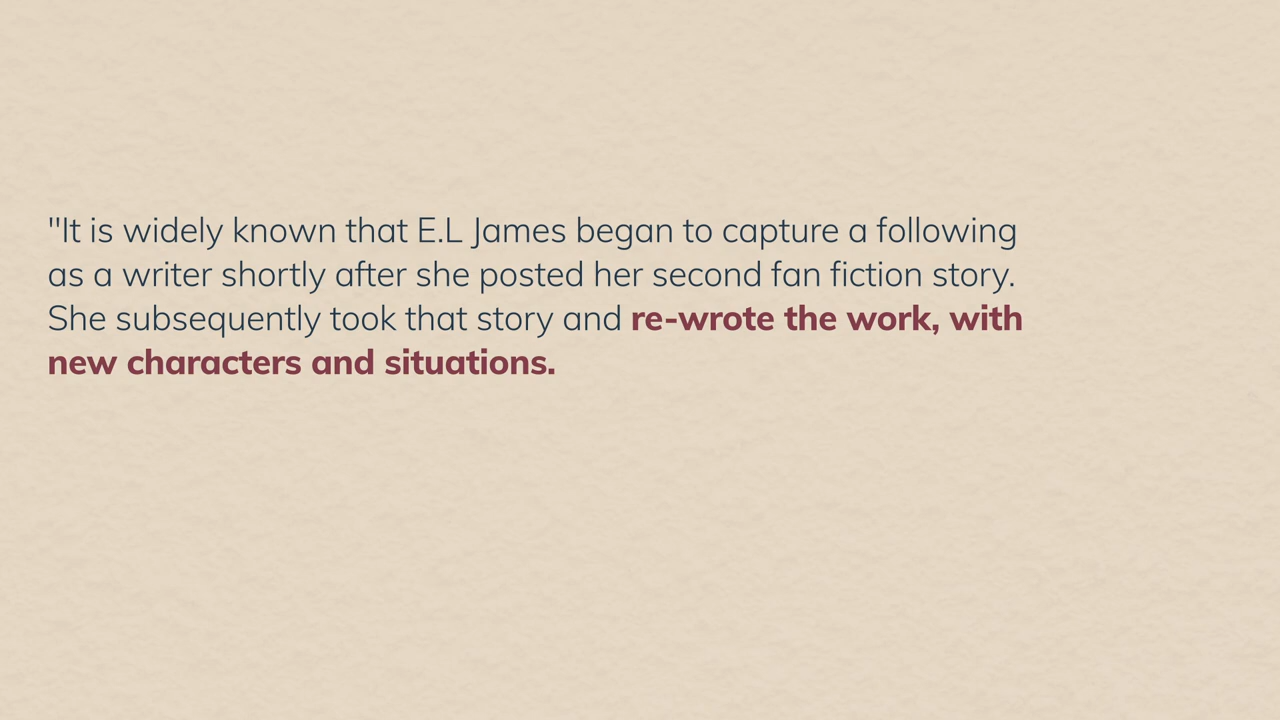 "It is widely known that E.L James began to capture a following
as a writer shortly after she posted her second fan fiction story.
She subsequently took that story and re-wrote the work, with
new characters and situations.